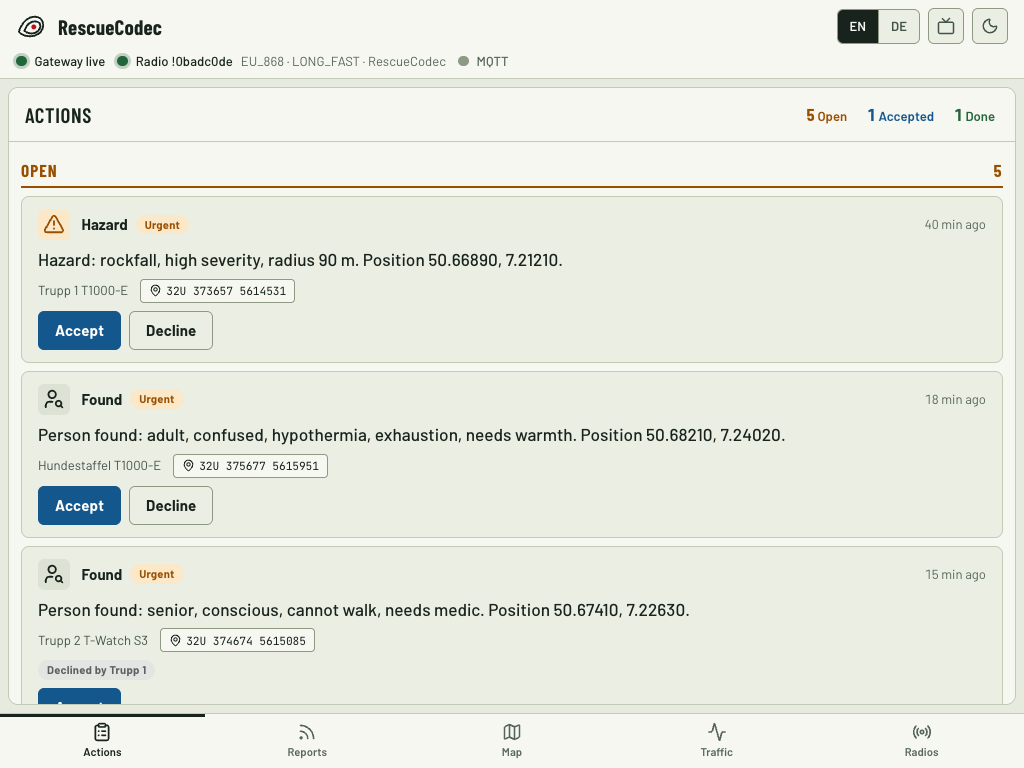 RescueCodec
EN DE
Gateway live Radio !0badc0de EU_868 · LONG_FAST · RescueCodec MQTT
ACTIONS 5 Open 1 Accepted 1 Done
OPEN 5
Hazard Urgent 40 min ago
Hazard: rockfall, high severity, radius 90 m. Position 50.66890, 7.21210.
Trupp 1 T1000-E 32U 373657 5614531
Accept Decline
Found Urgent 18 min ago
Person found: adult, confused, hypothermia, exhaustion, needs warmth. Position 50.68210, 7.24020.
Hundestaffel T1000-E 32U 375677 5615951
Accept Decline
Found Urgent 15 min ago
Person found: senior, conscious, cannot walk, needs medic. Position 50.67410, 7.22630.
Trupp 2 T-Watch S3 32U 374674 5615085
Declined by Trupp 1
Actions Reports Map Traffic Radios